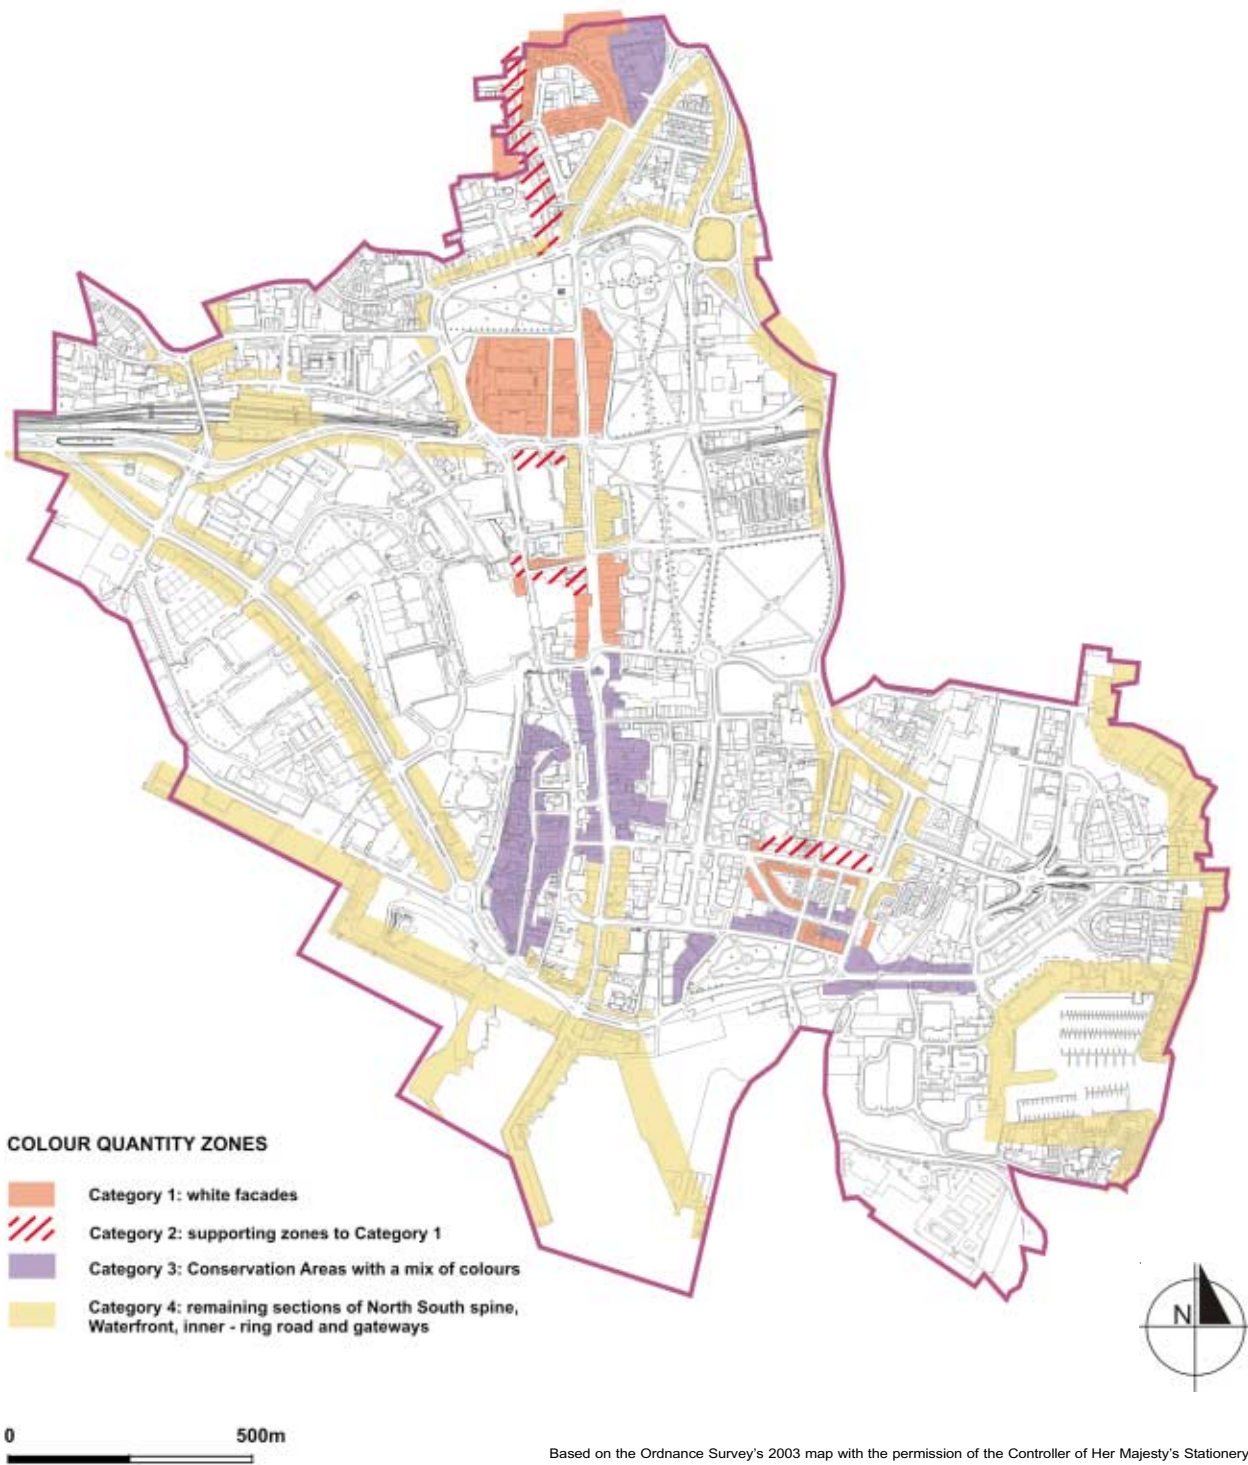 COLOUR QUANTITY ZONES
Category 1: white facades
Category 2: supporting zones to Category 1
Category 3: Conservation Areas with a mix of colours
Category 4: remaining sections of North South spine,
Waterfront, inner - ring road and gateways
N
0 500m
Based on the Ordnance Survey's 2003 map with the permission of the Controller of Her Majesty's Stationery